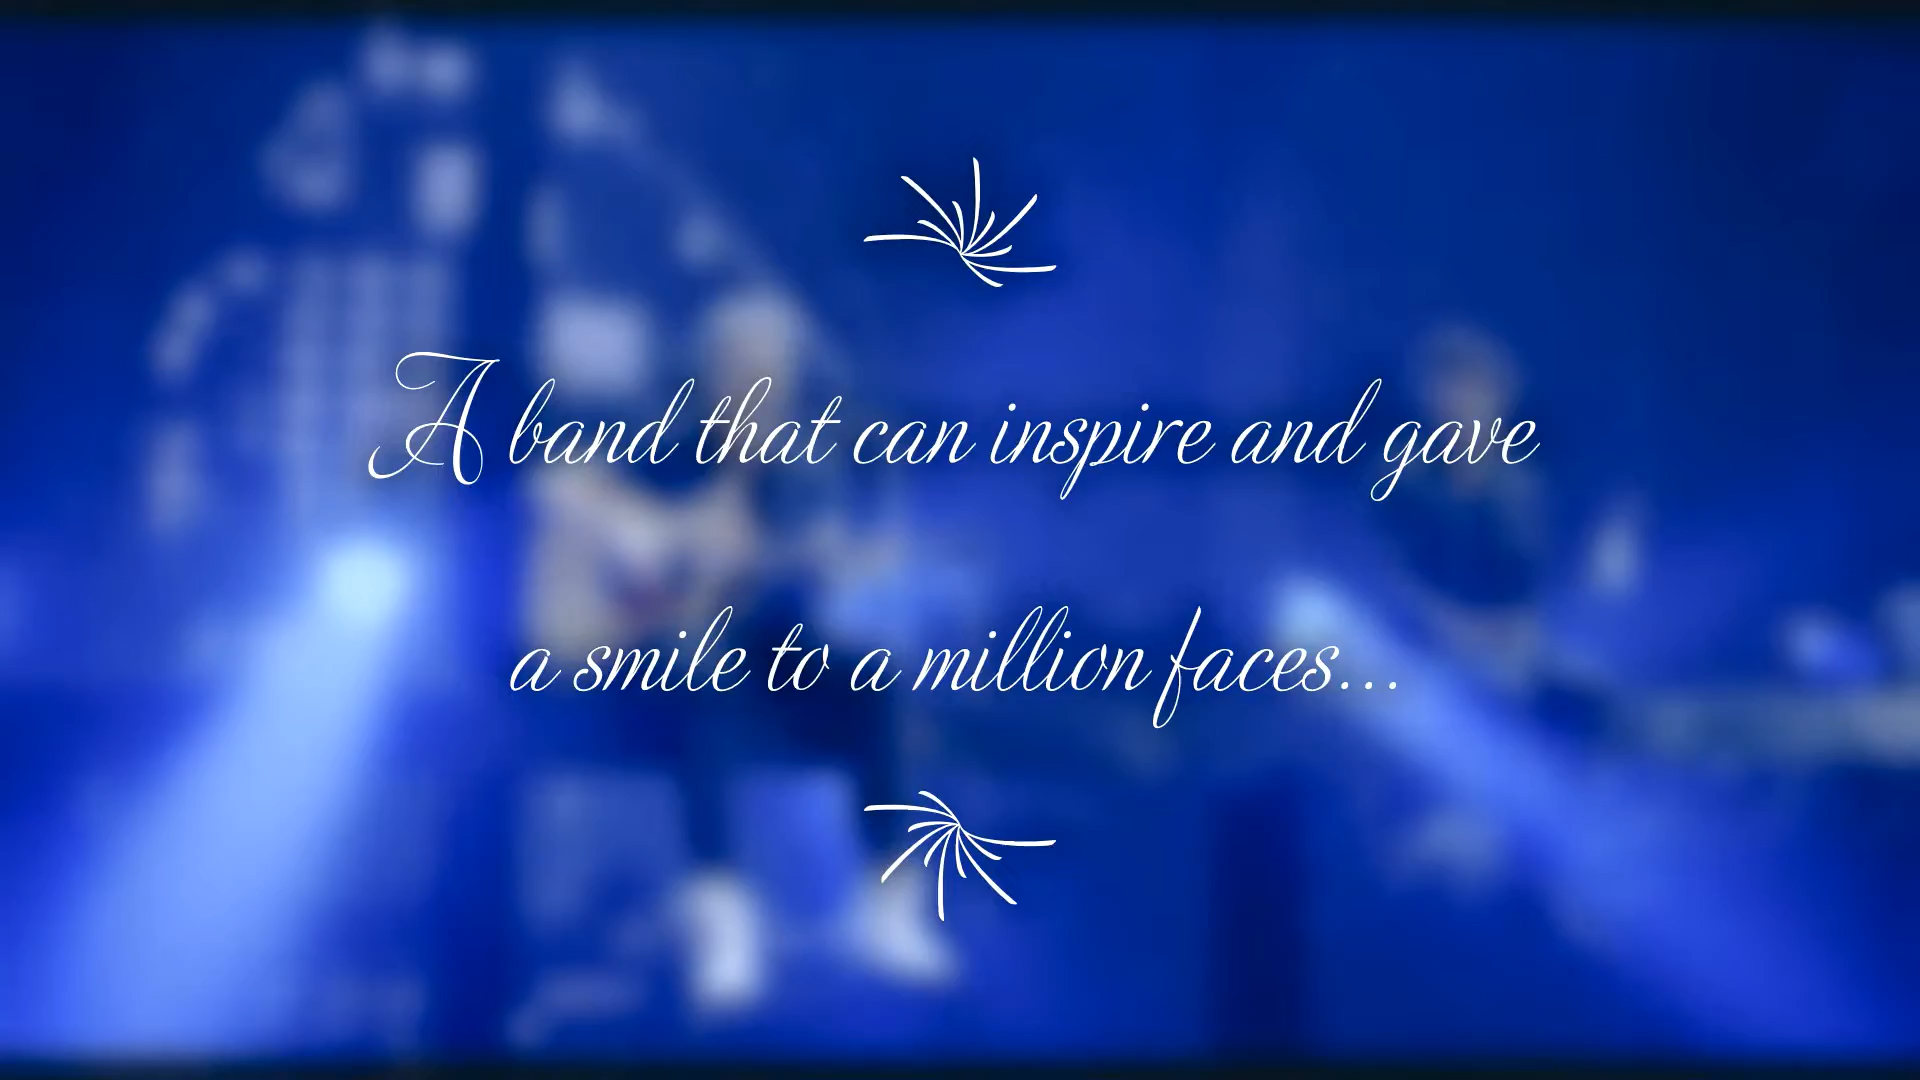 A band that can inspire and gave
a smile to a million faces...